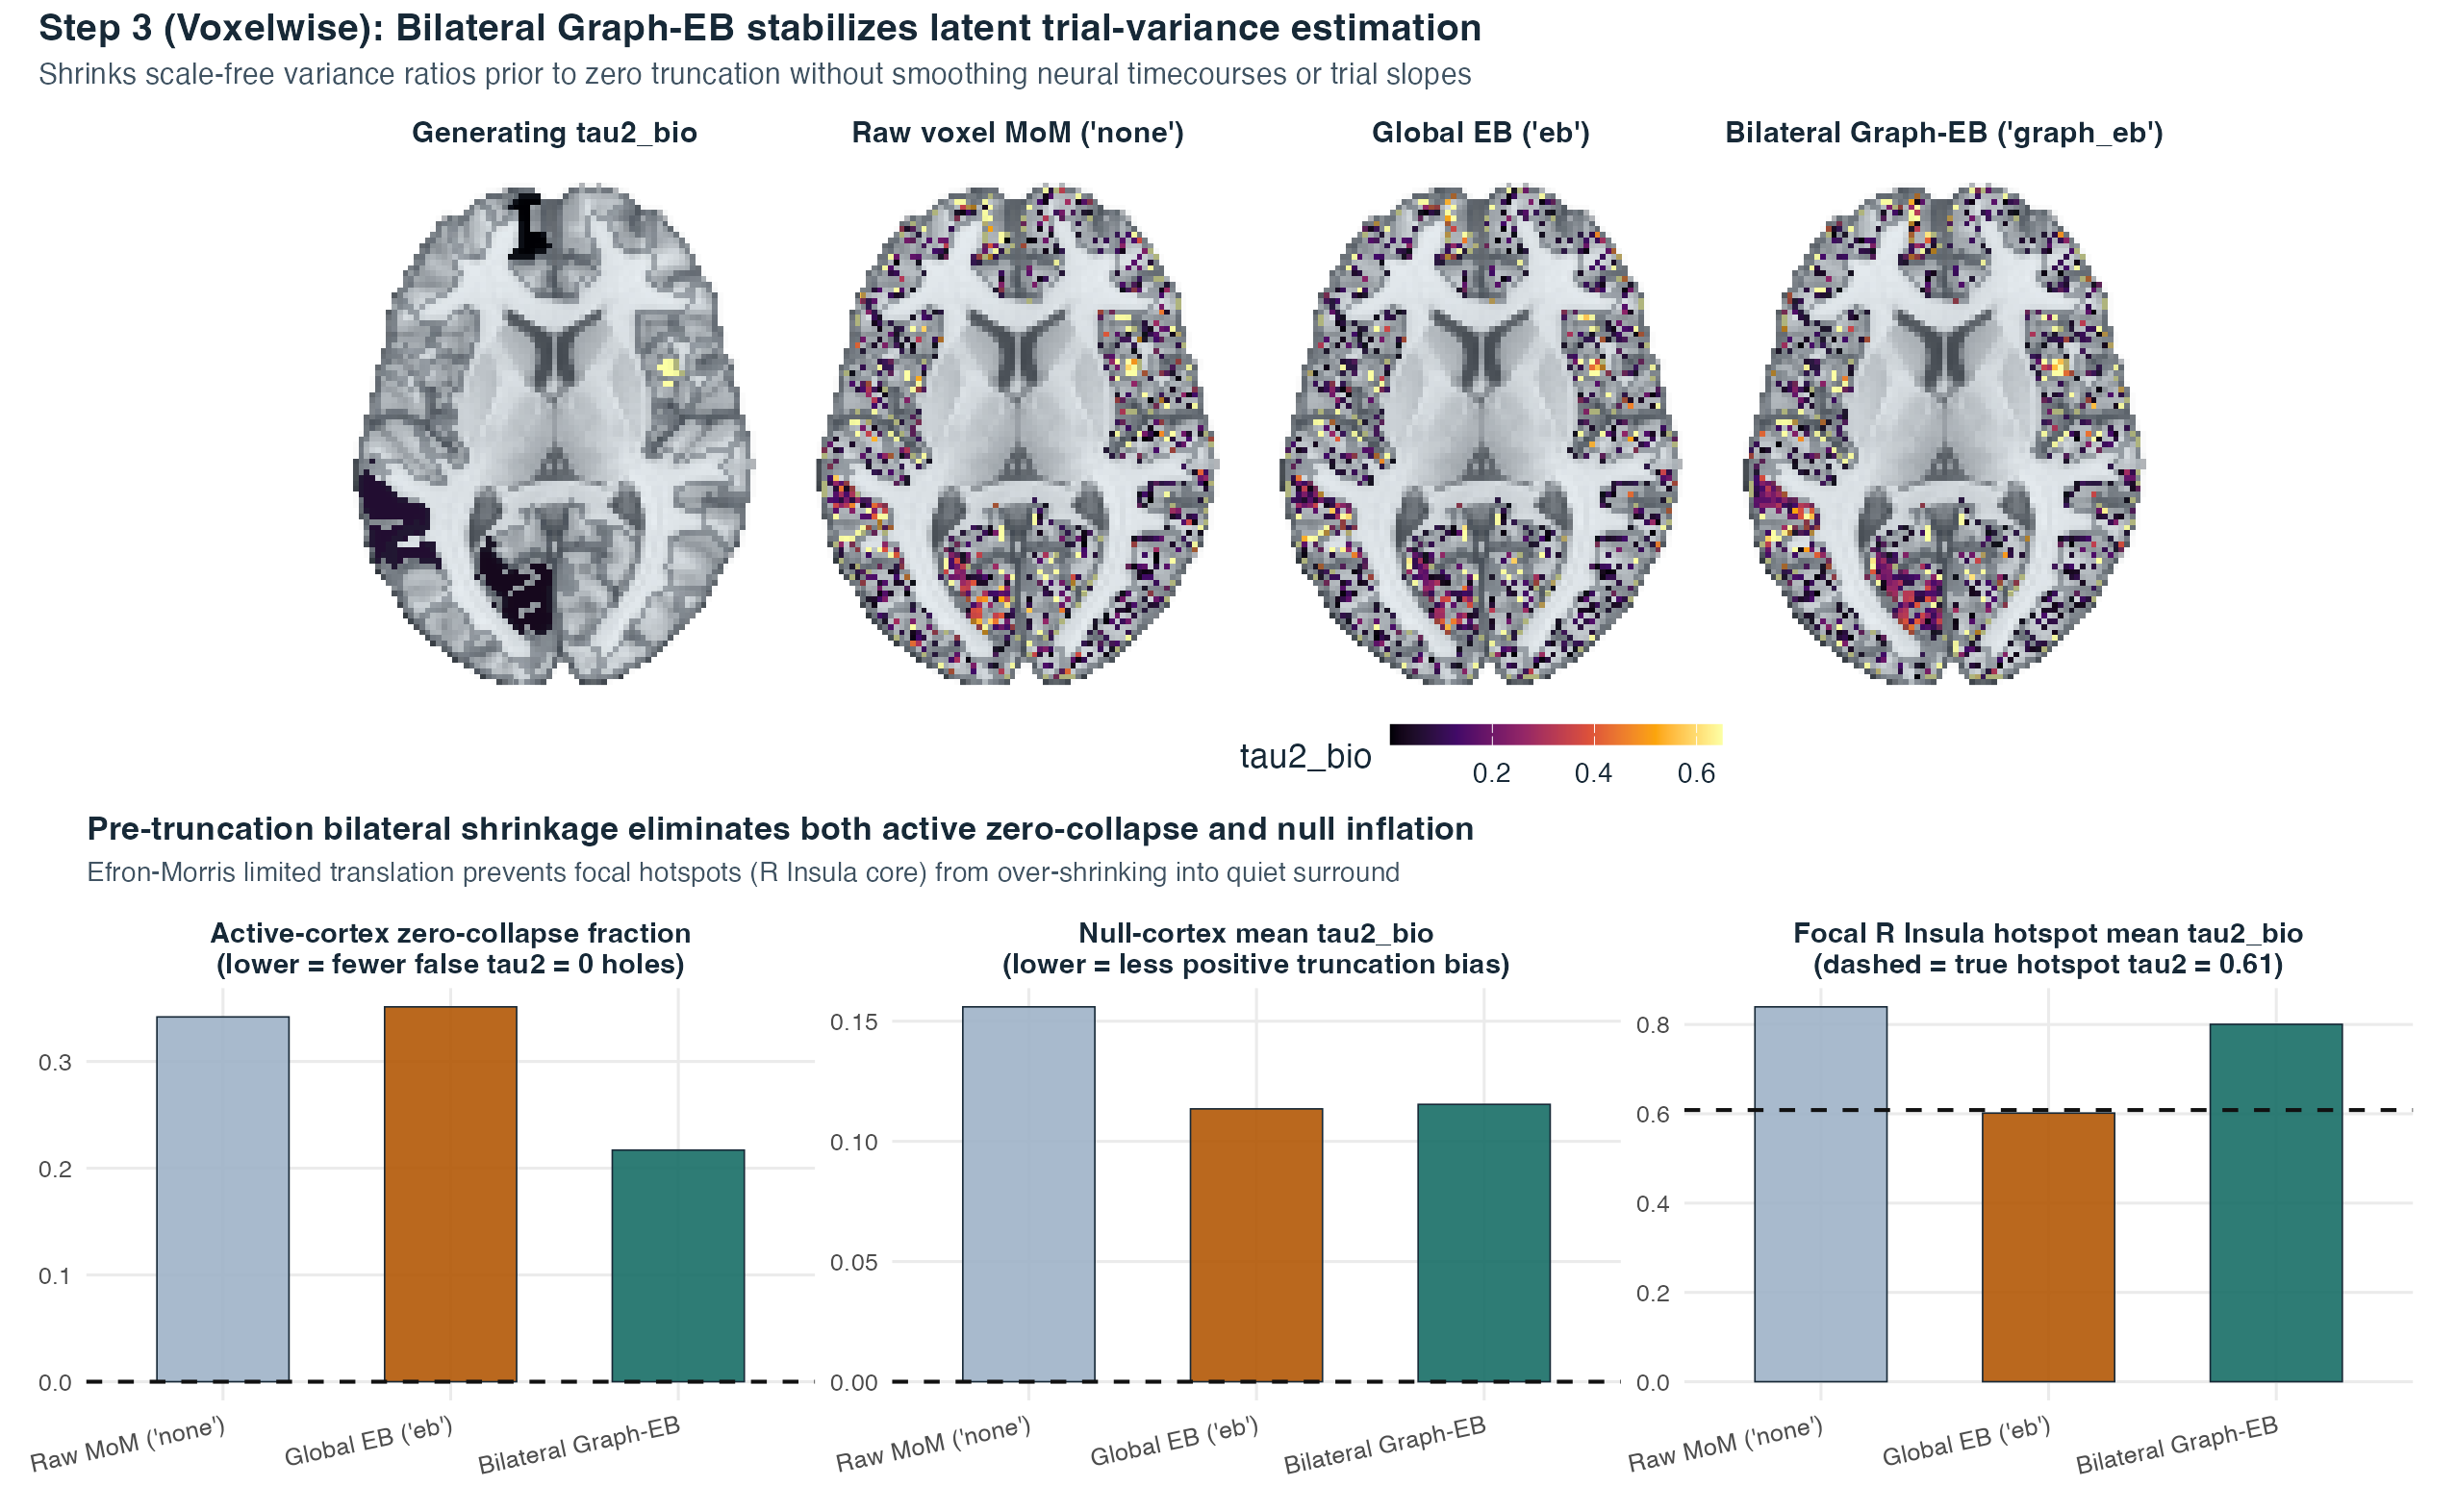 Step 3 (Voxelwise): Bilateral Graph-EB stabilizes latent trial-variance estimation
Shrinks scale-free variance ratios prior to zero truncation without smoothing neural timecourses or trial slopes
Generating tau2_bio
Raw voxel MoM ('none')
Global EB ('eb')
Bilateral Graph-EB ('graph_eb')
tau2_bio
0.2
0.4
0.6
Pre-truncation bilateral shrinkage eliminates both active zero-collapse and null inflation
Efron-Morris limited translation prevents focal hotspots (R Insula core) from over-shrinking into quiet surround
Active-cortex zero-collapse fraction
(lower = fewer false tau2 = 0 holes)
0.3
0.2
0.1
0.0
Raw MoM ('none')
Global EB ('eb')
Bilateral Graph-EB
Null-cortex mean tau2_bio
(lower = less positive truncation bias)
0.15
0.10
0.05
0.00
Raw MoM ('none')
Global EB ('eb')
Bilateral Graph-EB
Focal R Insula hotspot mean tau2_bio
(dashed = true hotspot tau2 = 0.61)
0.8
0.6
0.4
0.2
0.0
Raw MoM ('none')
Global EB ('eb')
Bilateral Graph-EB